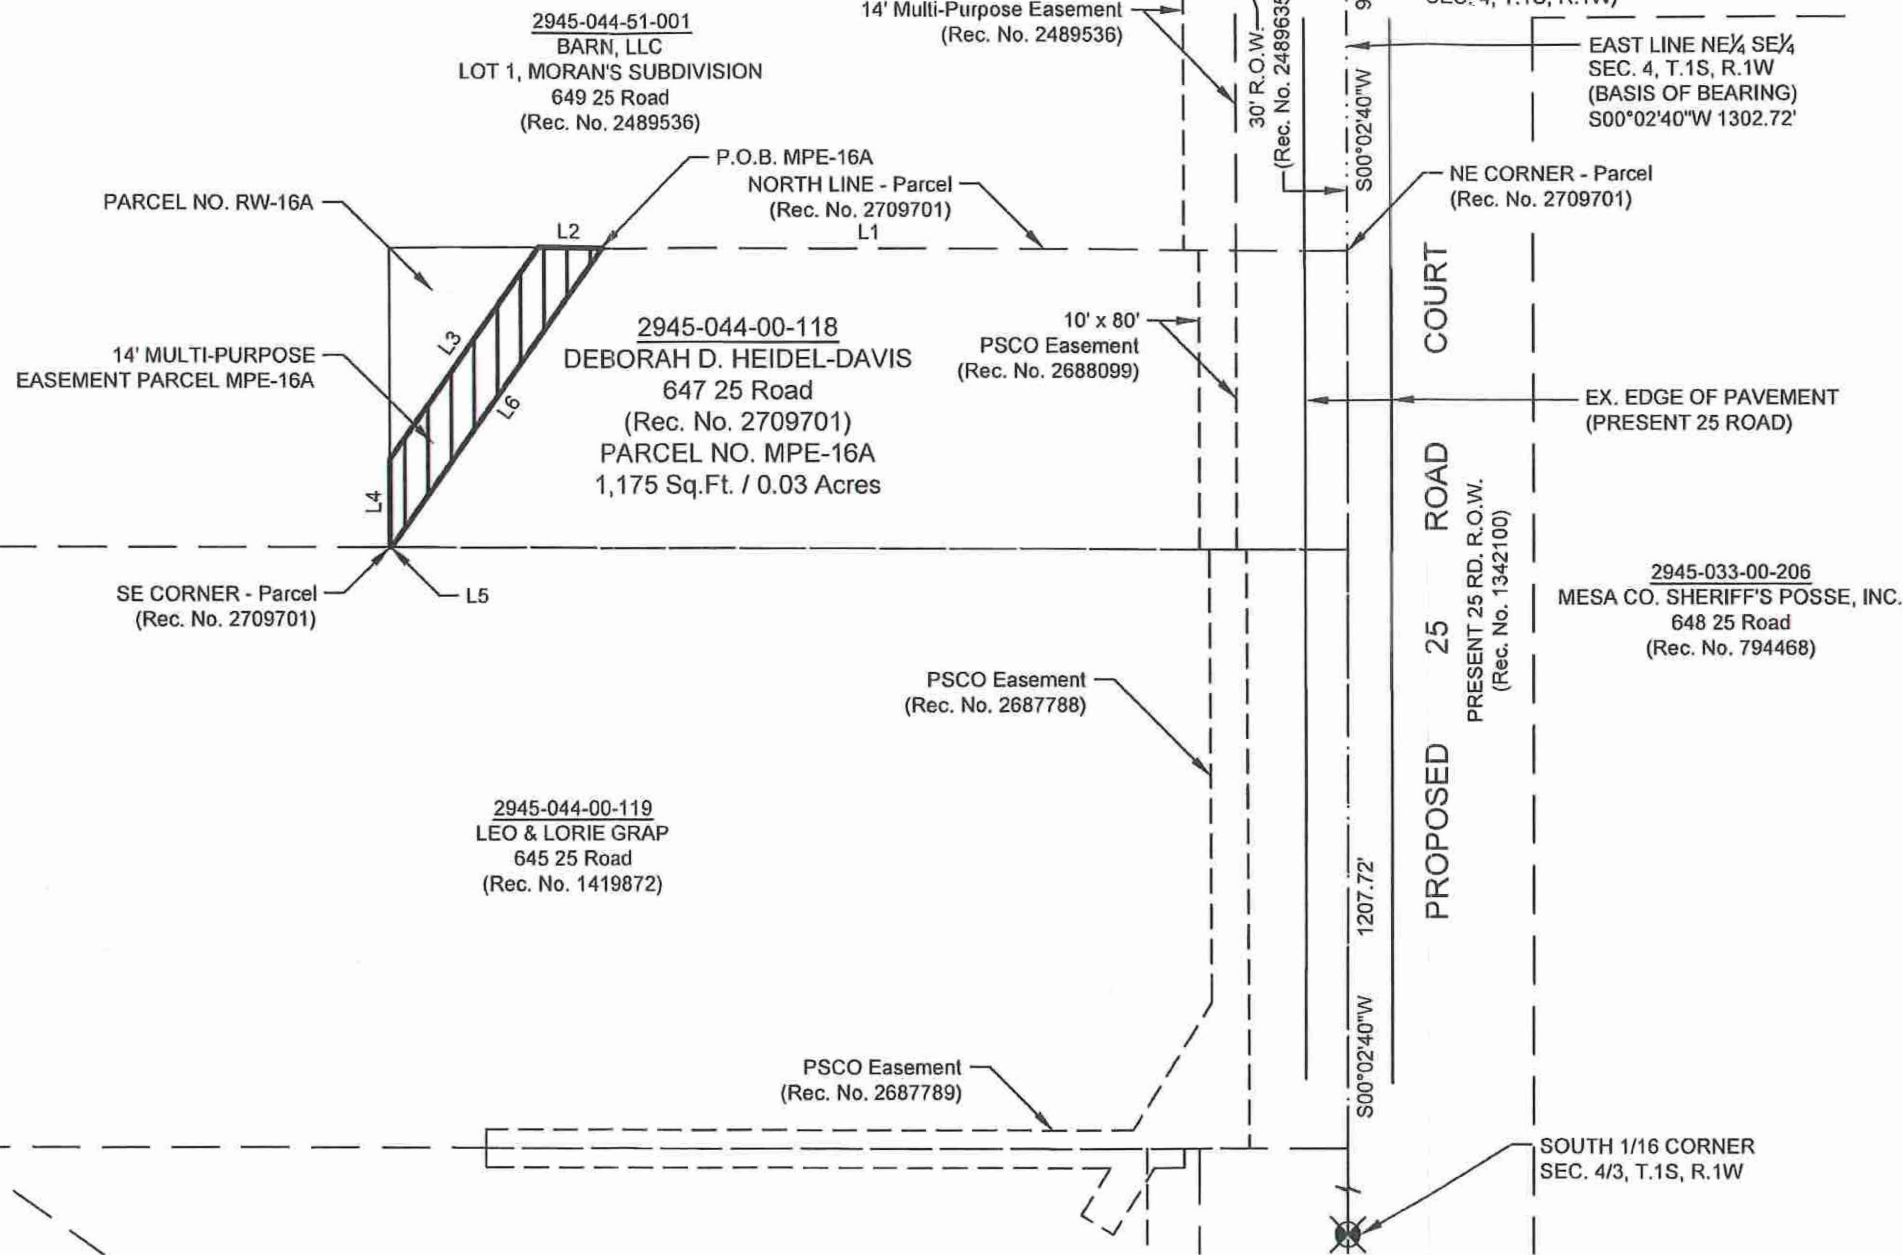 2945-044-51-001
BARN, LLC
LOT 1, MORAN'S SUBDIVISION
649 25 Road
(Rec. No. 2489536)
14' Multi-Purpose Easement
(Rec. No. 2489536)
30' R.O.W.
(Rec. No. 2489635
S00°02'40"W
SEC. 4, T.1S, R.1W)
EAST LINE NE¼ SE¼
SEC. 4, T.1S, R.1W
(BASIS OF BEARING)
S00°02'40"W 1302.72'
P.O.B. MPE-16A
NORTH LINE - Parcel
(Rec. No. 2709701)
L1
NE CORNER - Parcel
(Rec. No. 2709701)
PARCEL NO. RW-16A
L2
L3
14' MULTI-PURPOSE
EASEMENT PARCEL MPE-16A
L6
L4
2945-044-00-118
DEBORAH D. HEIDEL-DAVIS
647 25 Road
(Rec. No. 2709701)
PARCEL NO. MPE-16A
1,175 Sq.Ft. / 0.03 Acres
10' x 80'
PSCO Easement
(Rec. No. 2688099)
EX. EDGE OF PAVEMENT
(PRESENT 25 ROAD)
PROPOSED 25 ROAD COURT
PRESENT 25 RD. R.O.W.
(Rec. No. 1342100)
2945-033-00-206
MESA CO. SHERIFF'S POSSE, INC.
648 25 Road
(Rec. No. 794468)
SE CORNER - Parcel
(Rec. No. 2709701)
L5
PSCO Easement
(Rec. No. 2687788)
2945-044-00-119
LEO & LORIE GRAP
645 25 Road
(Rec. No. 1419872)
S00°02'40"W 1207.72'
PSCO Easement
(Rec. No. 2687789)
SOUTH 1/16 CORNER
SEC. 4/3, T.1S, R.1W